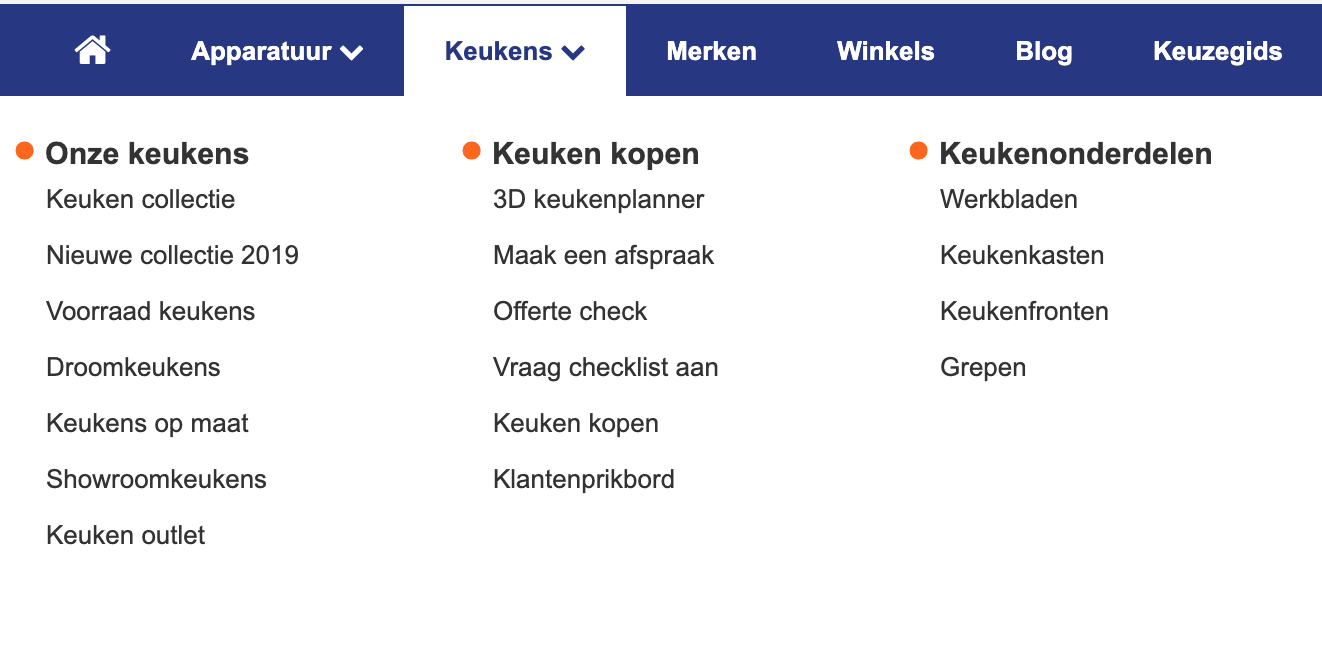 Apparatuur
Keukens
Merken
Winkels
Blog
Keuzegids
Onze keukens
Keuken collectie
Nieuwe collectie 2019
Voorraad keukens
Droomkeukens
Keukens op maat
Showroomkeukens
Keuken outlet
Keuken kopen
3D keukenplanner
Maak een afspraak
Offerte check
Vraag checklist aan
Keuken kopen
Klantenprikbord
Keukenonderdelen
Werkbladen
Keukenkasten
Keukenfronten
Grepen